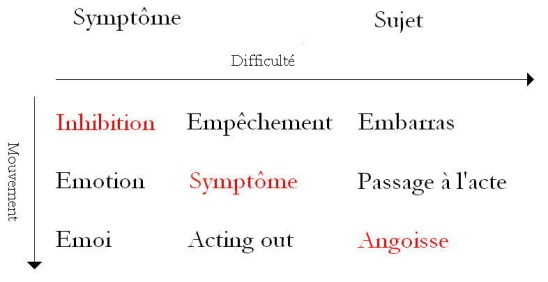 Symptôme Sujet
Difficulté
Mouvement
Inhibition Empêchement Embarras
Emotion Symptôme Passage à l'acte
Emoi Acting out Angoisse